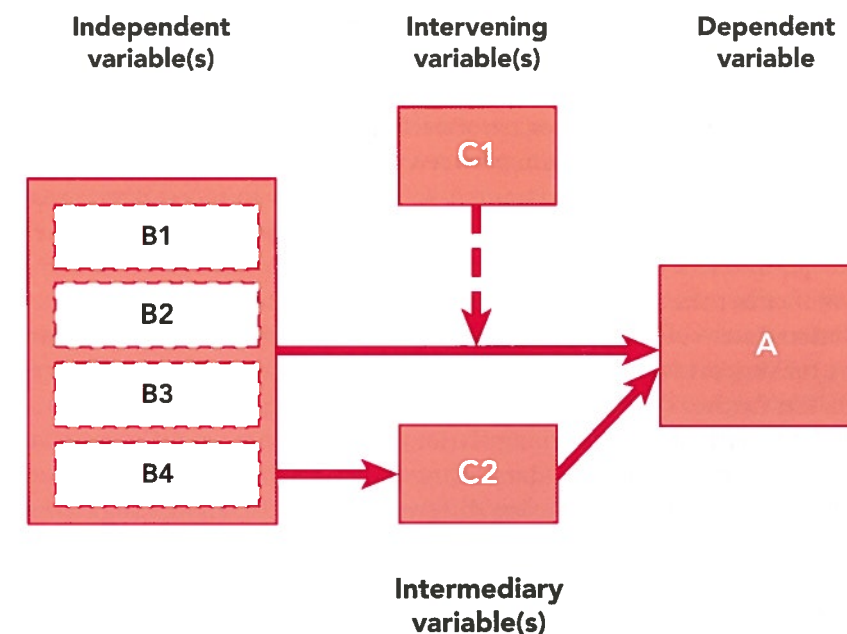 Independent
variable(s)
Intervening
variable(s)
Dependent
variable
C1
B1
B2
A
B3
B4
C2
Intermediary
variable(s)